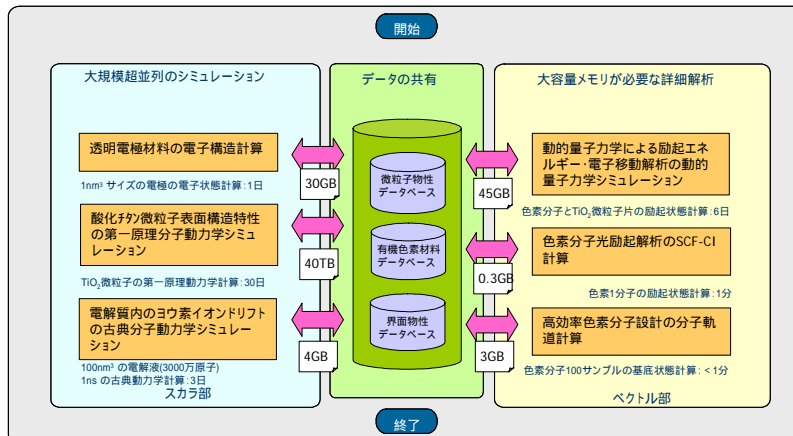 開始
大規模超並列のシミュレーション
透明電極材料の電子構造計算
1nm³ サイズの電極の電子状態計算:1日
酸化ﾁﾀﾝ微粒子表面構造特性
の第一原理分子動力学シミュ
レーション
TiO₂微粒子の第一原理動力学計算:30日
電解質内のヨウ素イオンドリフト
の古典分子動力学シミュレー
ション
100nm³ の電解液(3000万原子)
1ns の古典動力学計算:3日
スカラ部
30GB
40TB
4GB
データの共有
微粒子物性
データベース
有機色素材料
データベース
界面物性
データベース
45GB
0.3GB
3GB
大容量メモリが必要な詳細解析
動的量子力学による励起エネ
ルギー・電子移動解析の動的
量子力学シミュレーション
色素分子とTiO₂微粒子片の励起状態計算:6日
色素分子光励起解析のSCF-CI
計算
色素1分子の励起状態計算:1分
高効率色素分子設計の分子軌
道計算
色素分子100サンプルの基底状態計算:<1分
ベクトル部
終了